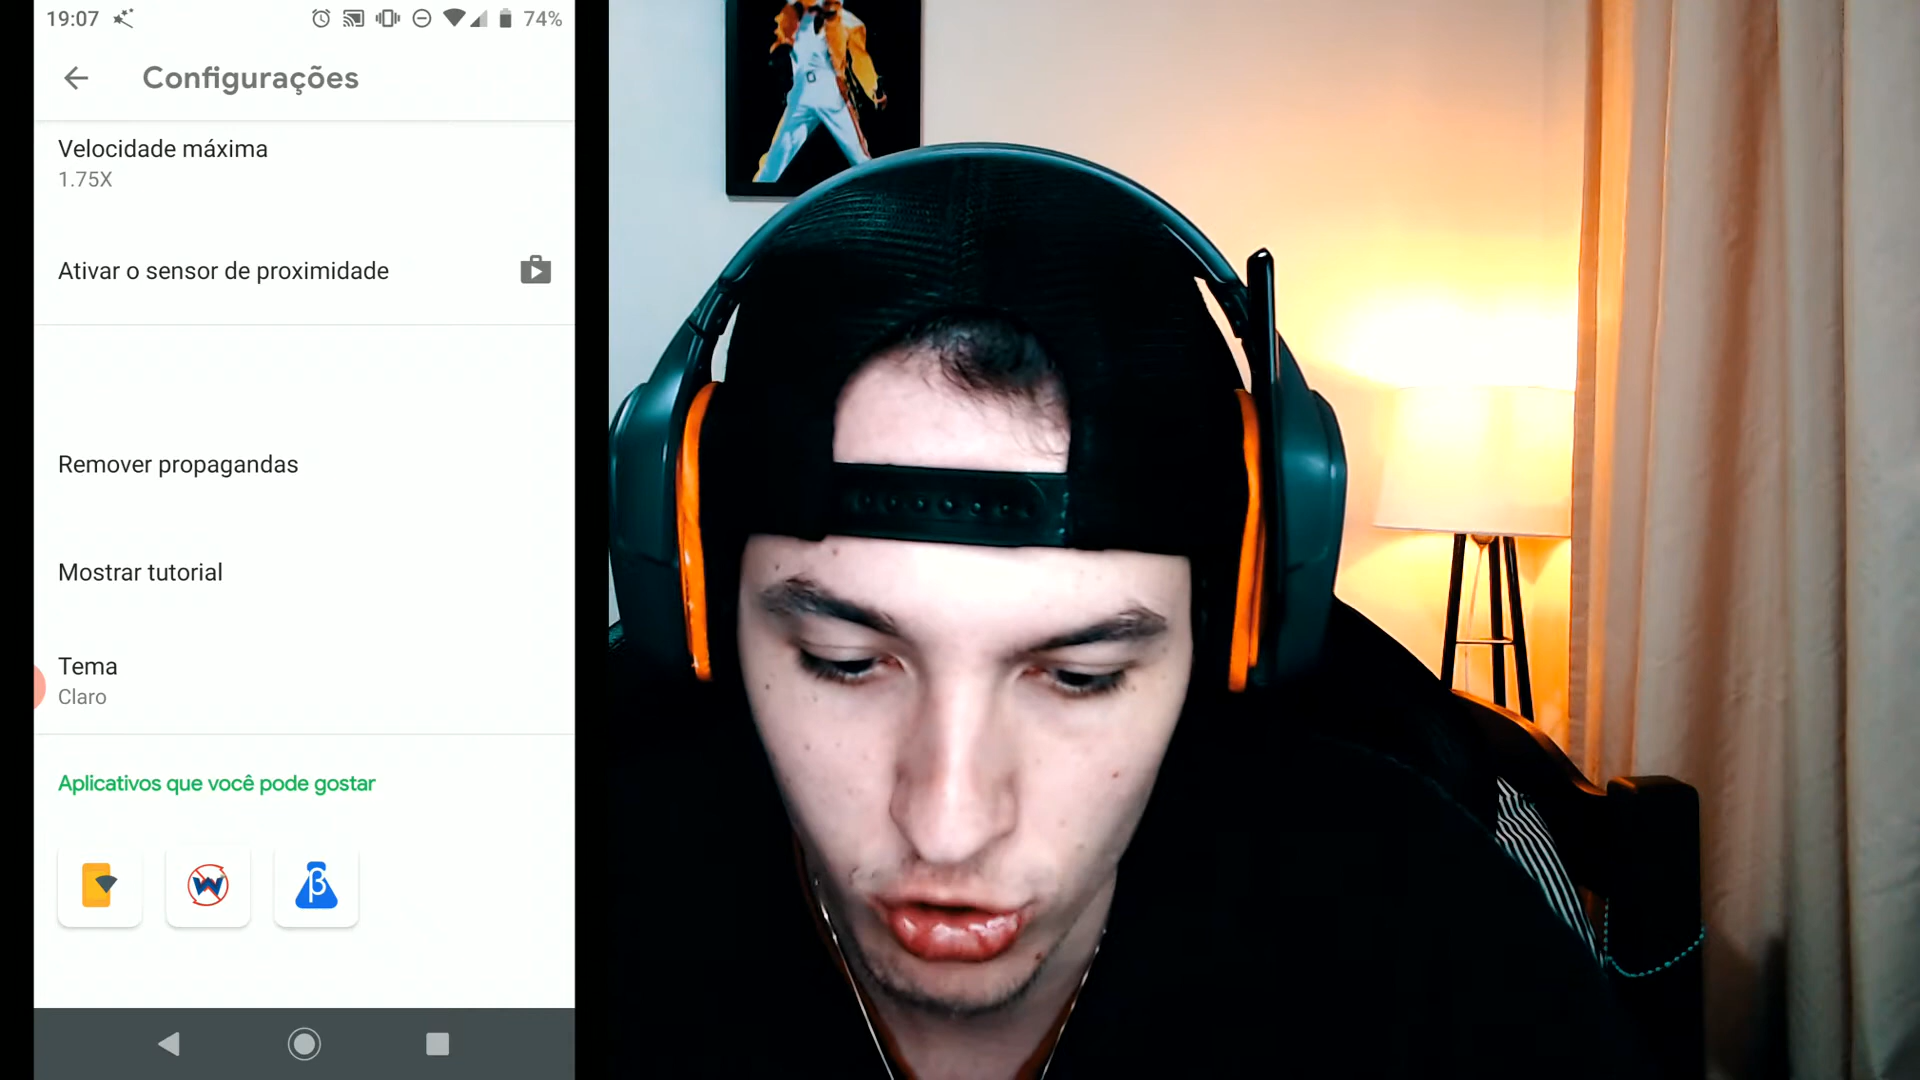 19:07
74%
Configurações
Velocidade máxima
1.75X
Ativar o sensor de proximidade
Remover propagandas
Mostrar tutorial
Tema
Claro
Aplicativos que você pode gostar
W
β